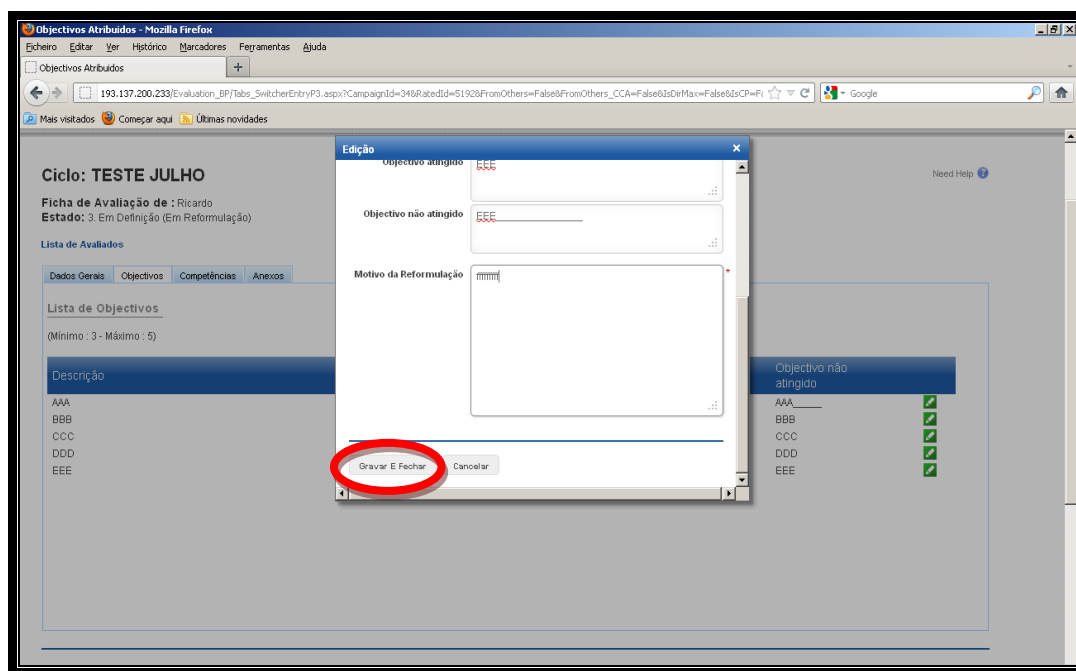 Objectivos Atribuidos - Mozilla Firefox
Ficheiro Editar Ver Histórico Marcadores Ferramentas Ajuda
Objectivos Atribuidos
193.137.200.233/Evaluation_BP/Tabs_SwitcherEntryP3.aspx?CampaignId=348&RatedId=5192&FromOthers=False&FromOthers_CCA=False&IsDirMax=False&IsCP=F
Google
Mais visitados Começar aqui Últimas novidades
Edição
Objectivo atingido EEE
Ciclo: TESTE JULHO
Need Help ?
Ficha de Avaliação de : Ricardo
Estado: 3. Em Definição (Em Reformulação)
Objectivo não atingido EEE________________
Lista de Avaliados
Dados Gerais Objectivos Competências Anexos
Motivo da Reformulação *
Lista de Objectivos
(Mínimo : 3 - Máximo : 5)
Descrição
Objectivo não
atingido
AAA AAA_____
BBB BBB
CCC CCC
DDD DDD
EEE EEE
Gravar E Fechar Cancelar